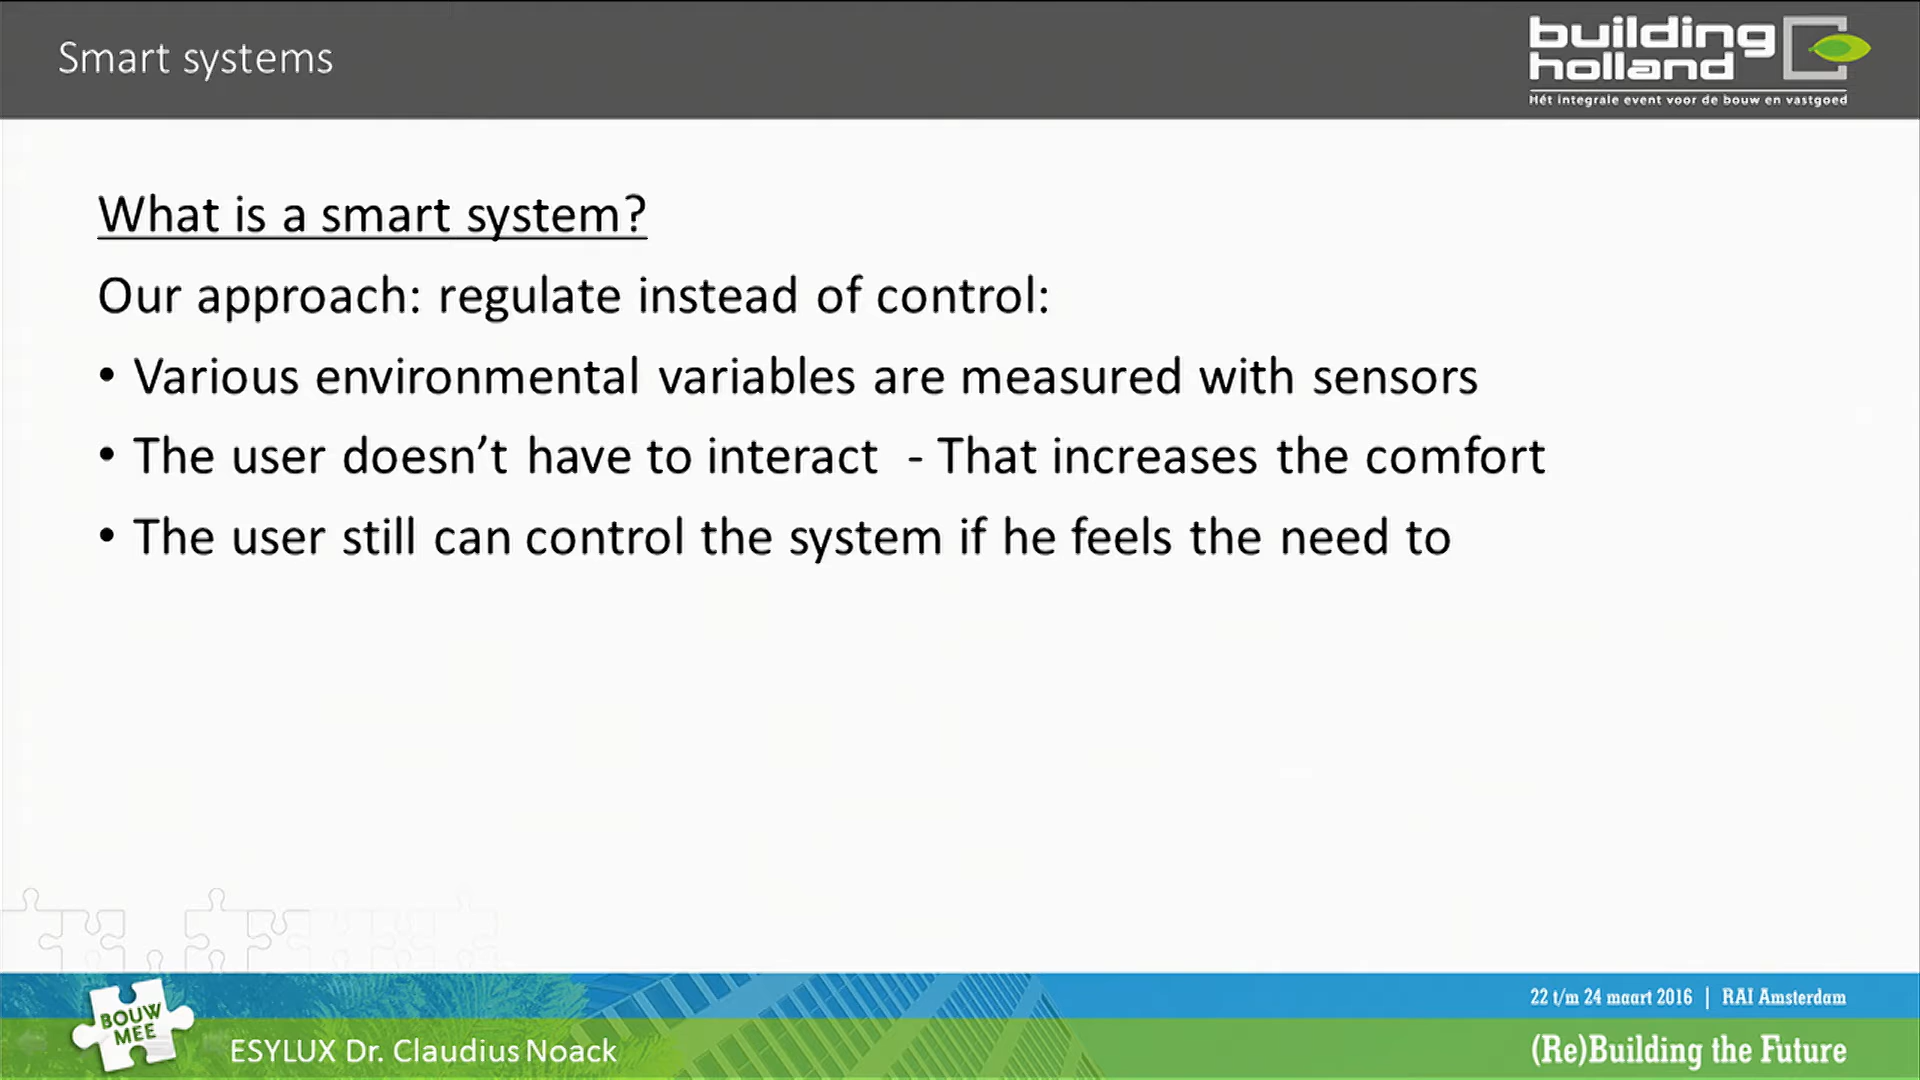 Smart systems
building
holland
Hét integrale event voor de bouw en vastgoed
What is a smart system?
Our approach: regulate instead of control:
• Various environmental variables are measured with sensors
• The user doesn’t have to interact  - That increases the comfort
• The user still can control the system if he feels the need to
BOUW
MEE
ESYLUX Dr. Claudius Noack
22 t/m 24 maart 2016 | RAI Amsterdam
(Re)Building the Future